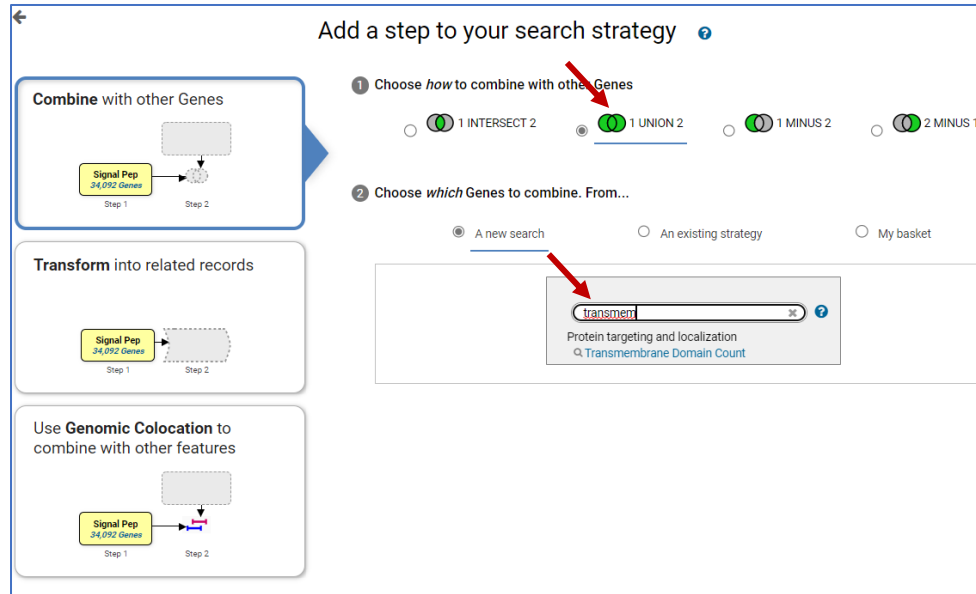 Add a step to your search strategy ?
Combine with other Genes
Signal Pep
34,092 Genes
Step 1 Step 2
Transform into related records
Signal Pep
34,092 Genes
Step 1 Step 2
Use Genomic Colocation to
combine with other features
Signal Pep
34,092 Genes
Step 1 Step 2
1 Choose how to combine with other Genes
1 INTERSECT 2 1 UNION 2 1 MINUS 2 2 MINUS 1
2 Choose which Genes to combine. From...
A new search An existing strategy My basket
transmem ?
Protein targeting and localization
Transmembrane Domain Count